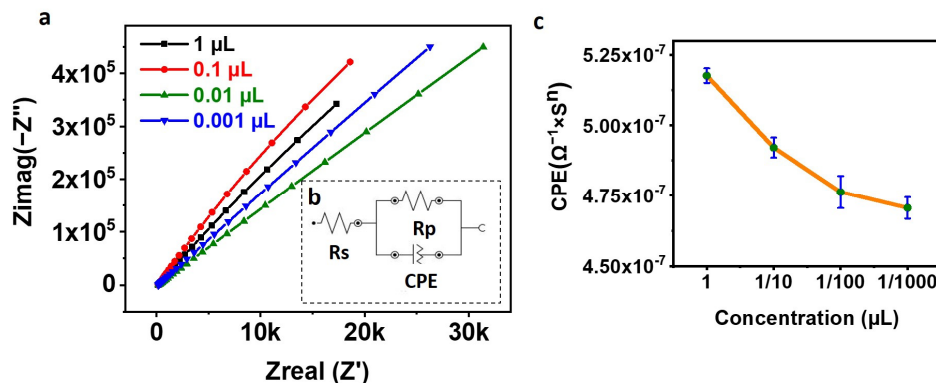 a
1 µL
0.1 µL
0.01 µL
0.001 µL
4x10⁵
3x10⁵
2x10⁵
1x10⁵
0
Zimag(−Z'')
0
10k
20k
30k
Zreal (Z')
b
Rs
Rp
CPE
c
5.25x10⁻⁷
5.00x10⁻⁷
4.75x10⁻⁷
4.50x10⁻⁷
CPE(Ω⁻¹×Sⁿ)
1
1/10
1/100
1/1000
Concentration (µL)